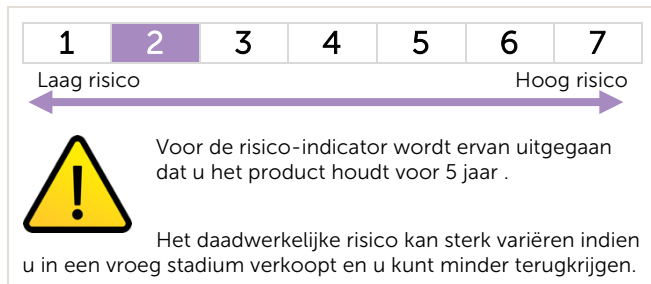 1 2 3 4 5 6 7
Laag risico Hoog risico
Voor de risico-indicator wordt ervan uitgegaan
dat u het product houdt voor 5 jaar .
Het daadwerkelijke risico kan sterk variëren indien
u in een vroeg stadium verkoopt en u kunt minder terugkrijgen.